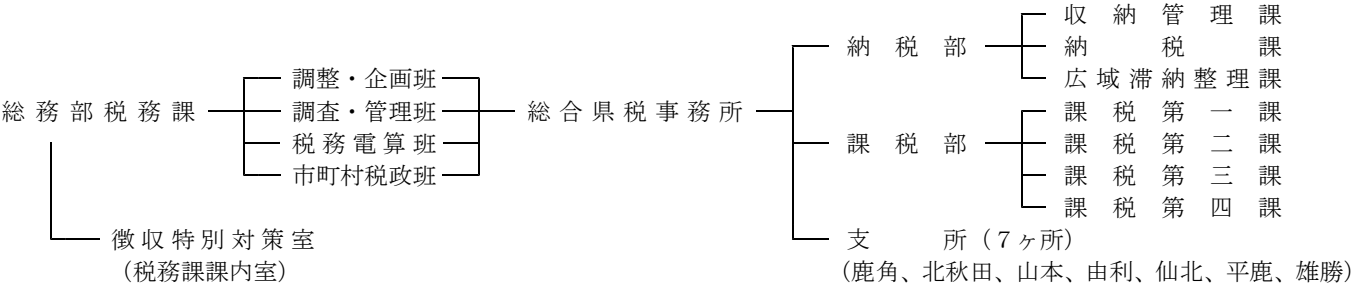 総務部税務課
調整・企画班
調査・管理班
税務電算班
市町村税政班
徴収特別対策室
（税務課課内室）
総合県税事務所
納税部
収納管理課
納税課
広域滞納整理課
課税部
課税第一課
課税第二課
課税第三課
課税第四課
支　　所（７ヶ所）
（鹿角、北秋田、山本、由利、仙北、平鹿、雄勝）